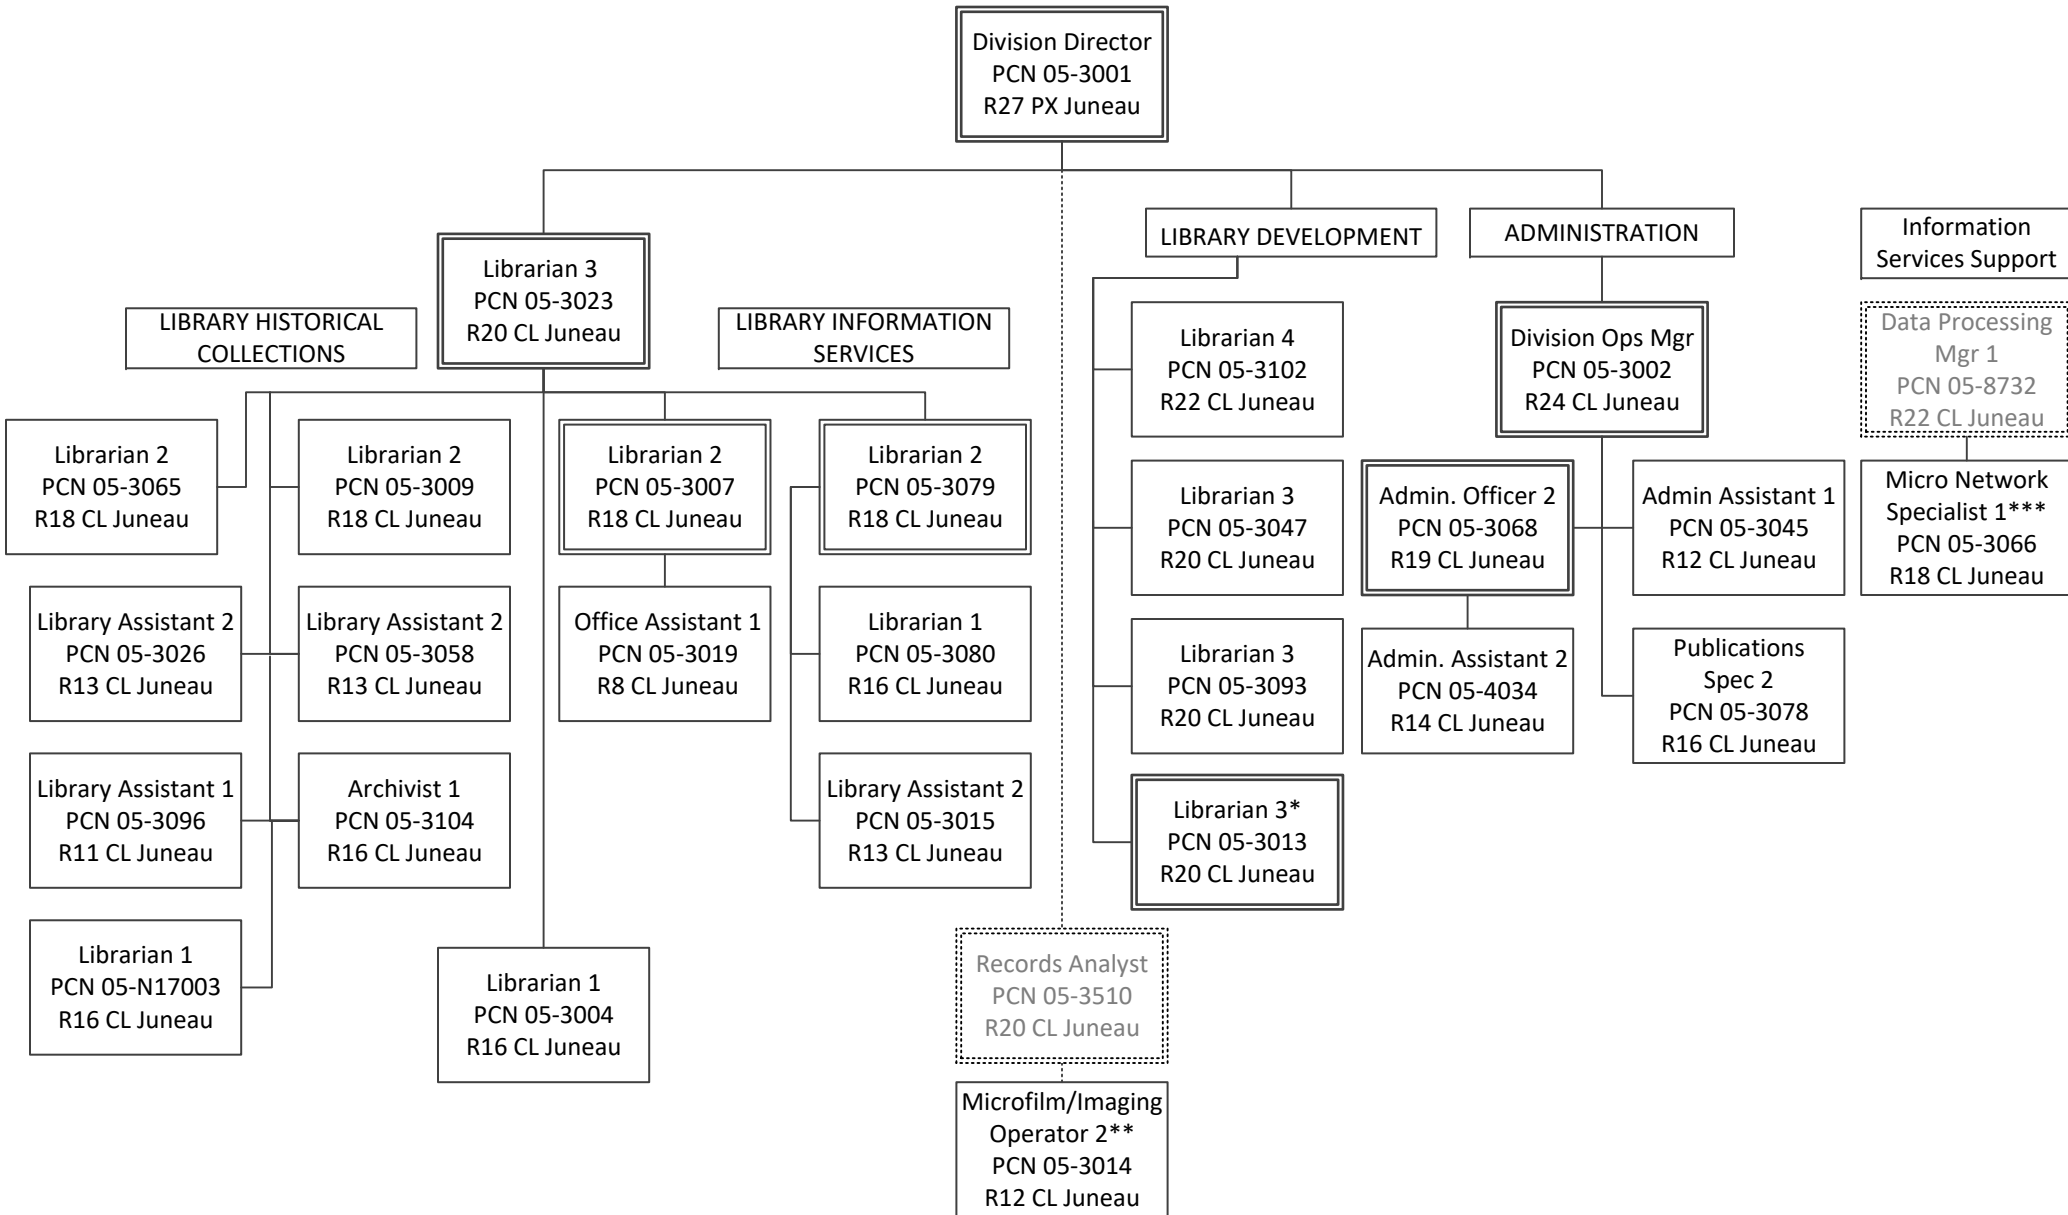 Division Director
PCN 05-3001
R27 PX Juneau
LIBRARY DEVELOPMENT
ADMINISTRATION
Information
Services Support
Librarian 3
PCN 05-3023
R20 CL Juneau
LIBRARY HISTORICAL
COLLECTIONS
LIBRARY INFORMATION
SERVICES
Librarian 4
PCN 05-3102
R22 CL Juneau
Division Ops Mgr
PCN 05-3002
R24 CL Juneau
Data Processing
Mgr 1
PCN 05-8732
R22 CL Juneau
Librarian 2
PCN 05-3065
R18 CL Juneau
Librarian 2
PCN 05-3009
R18 CL Juneau
Librarian 2
PCN 05-3007
R18 CL Juneau
Librarian 2
PCN 05-3079
R18 CL Juneau
Librarian 3
PCN 05-3047
R20 CL Juneau
Admin. Officer 2
PCN 05-3068
R19 CL Juneau
Admin Assistant 1
PCN 05-3045
R12 CL Juneau
Micro Network
Specialist 1***
PCN 05-3066
R18 CL Juneau
Library Assistant 2
PCN 05-3026
R13 CL Juneau
Library Assistant 2
PCN 05-3058
R13 CL Juneau
Office Assistant 1
PCN 05-3019
R8 CL Juneau
Librarian 1
PCN 05-3080
R16 CL Juneau
Librarian 3
PCN 05-3093
R20 CL Juneau
Admin. Assistant 2
PCN 05-4034
R14 CL Juneau
Publications
Spec 2
PCN 05-3078
R16 CL Juneau
Library Assistant 1
PCN 05-3096
R11 CL Juneau
Archivist 1
PCN 05-3104
R16 CL Juneau
Library Assistant 2
PCN 05-3015
R13 CL Juneau
Librarian 3*
PCN 05-3013
R20 CL Juneau
Librarian 1
PCN 05-N17003
R16 CL Juneau
Librarian 1
PCN 05-3004
R16 CL Juneau
Records Analyst
PCN 05-3510
R20 CL Juneau
Microfilm/Imaging
Operator 2**
PCN 05-3014
R12 CL Juneau